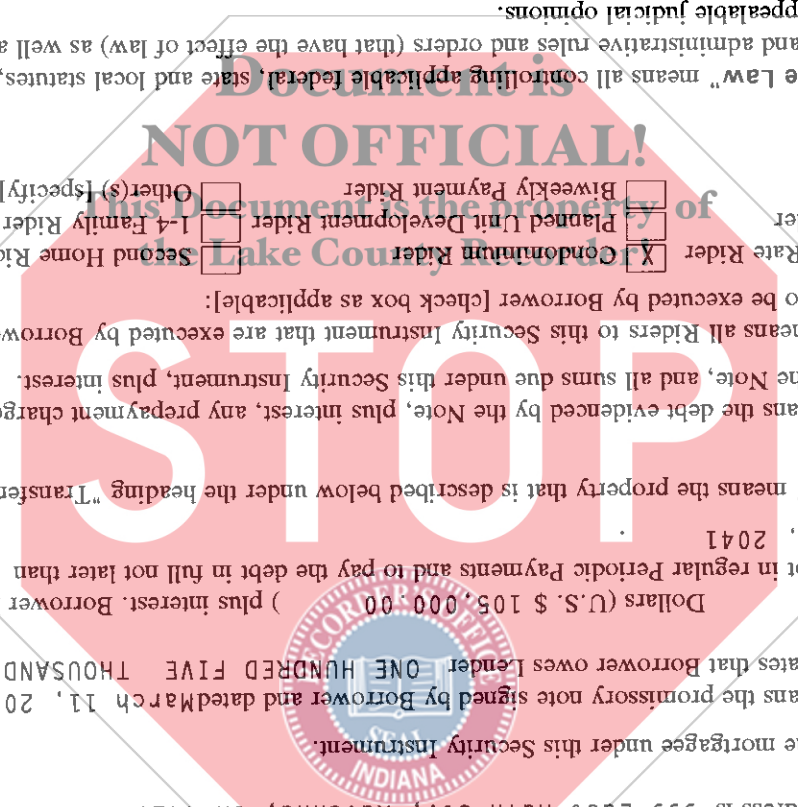 mortgagee under this Security Instrument.
the promissory note signed by Borrower and datedMarch 11, 20
that Borrower owes Lender ONE HUNDRED FIVE THOUSAND
Dollars (U.S. $ 105,000.00 ) plus interest. Borrower
in regular Periodic Payments and to pay the debt in full not later than
, 2041 .
means the property that is described below under the heading "Transfer
ans the debt evidenced by the Note, plus interest, any prepayment charge
Note, and all sums due under this Security Instrument, plus interest.
means all Riders to this Security Instrument that are executed by Borrow
o be executed by Borrower [check box as applicable]:
Rate Rider X Condominium Rider Second Home Rid
er Planned Unit Development Rider 1-4 Family Rider
Biweekly Payment Rider Other(s) [specify]
e Law" means all controlling applicable federal, state and local statutes,
and administrative rules and orders (that have the effect of law) as well a
ppealable judicial opinions.
Document is
NOT OFFICIAL!
This Document is the property of
the Lake County Recorder!
STOP
RECORDER'S OFFICE
SEAL
INDIANA